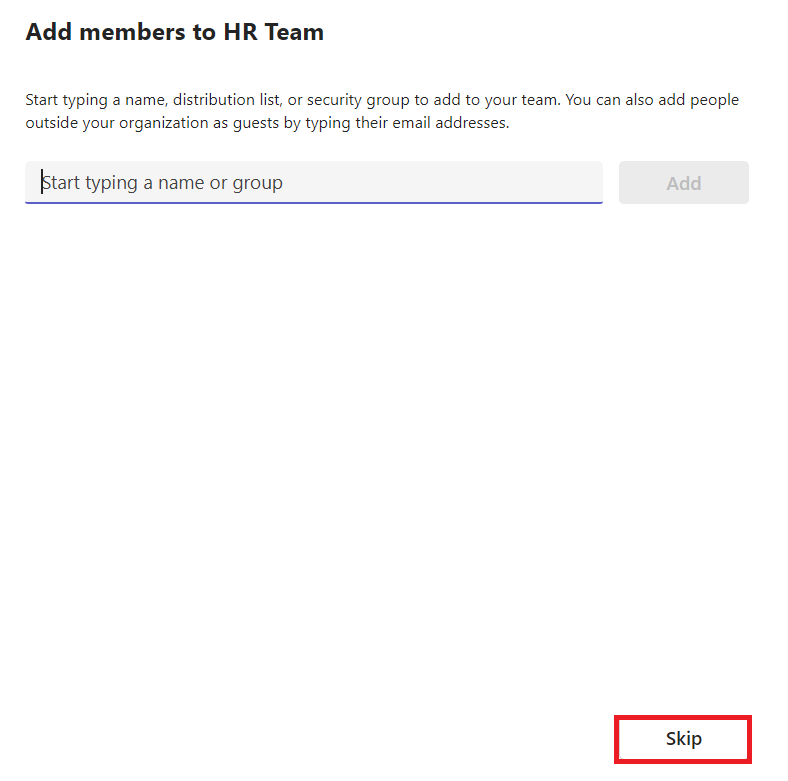 Add members to HR Team
Start typing a name, distribution list, or security group to add to your team. You can also add people
outside your organization as guests by typing their email addresses.
Start typing a name or group
Add
Skip